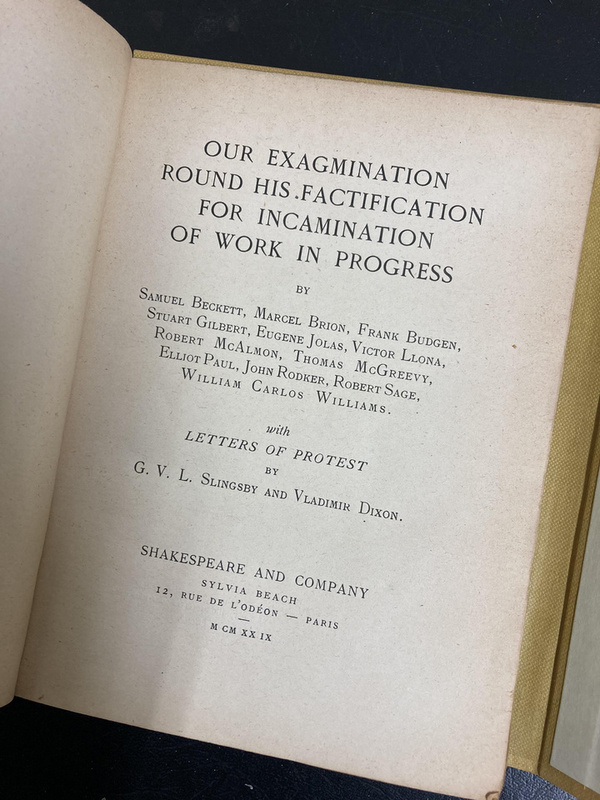 OUR EXAGMINATION
ROUND HIS.FACTIFICATION
FOR INCAMINATION
OF WORK IN PROGRESS
BY
SAMUEL BECKETT, MARCEL BRION, FRANK BUDGEN,
STUART GILBERT, EUGENE JOLAS, VICTOR LLONA,
ROBERT MCALMON, THOMAS MCGREEVY,
ELLIOT PAUL, JOHN RODKER, ROBERT SAGE,
WILLIAM CARLOS WILLIAMS.
with
LETTERS OF PROTEST
BY
G. V. L. SLINGSBY AND VLADIMIR DIXON.
SHAKESPEARE AND COMPANY
SYLVIA BEACH
12, RUE DE L'ODÉON — PARIS
—
M CM XX IX